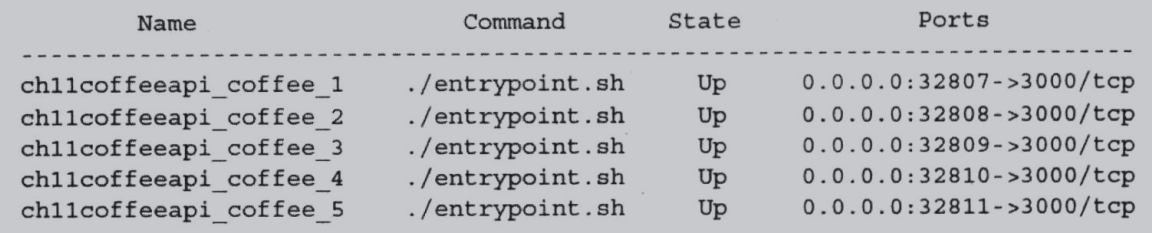 Name Command State Ports
--------------------------------------------------------------------------------
ch11coffeeapi_coffee_1 ./entrypoint.sh Up 0.0.0.0:32807->3000/tcp
ch11coffeeapi_coffee_2 ./entrypoint.sh Up 0.0.0.0:32808->3000/tcp
ch11coffeeapi_coffee_3 ./entrypoint.sh Up 0.0.0.0:32809->3000/tcp
ch11coffeeapi_coffee_4 ./entrypoint.sh Up 0.0.0.0:32810->3000/tcp
ch11coffeeapi_coffee_5 ./entrypoint.sh Up 0.0.0.0:32811->3000/tcp